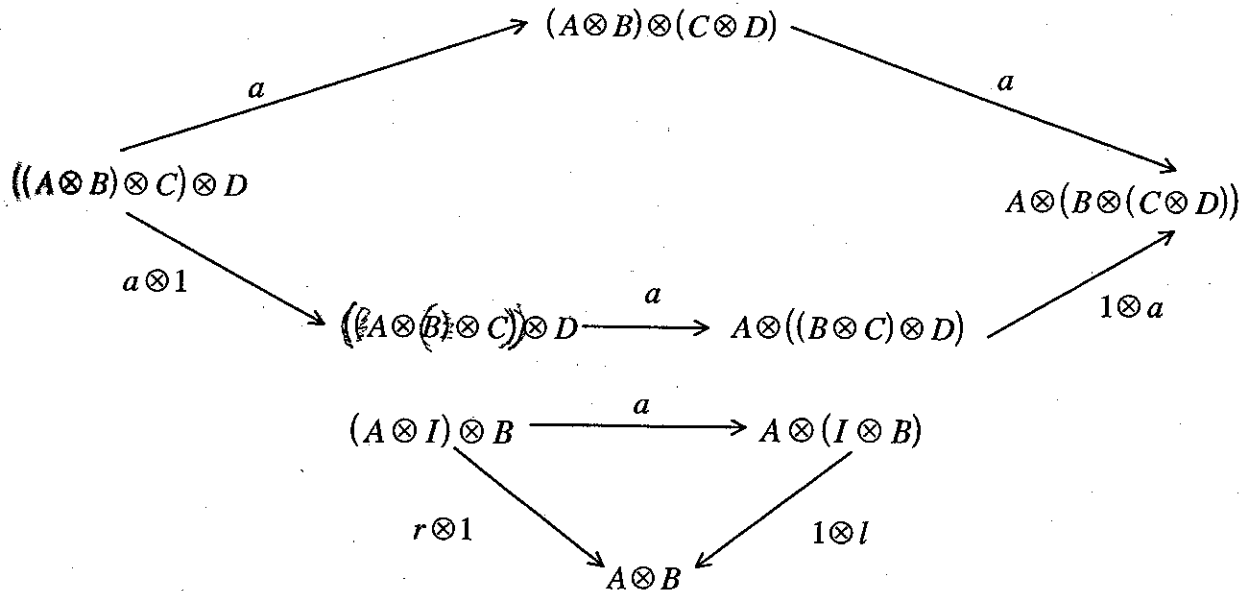 (A⊗B)⊗(C⊗D)
a
a
((A⊗B)⊗C)⊗D
A⊗(B⊗(C⊗D))
a⊗1
a
1⊗a
(A⊗(B⊗C))⊗D
A⊗((B⊗C)⊗D)
a
(A⊗I)⊗B
A⊗(I⊗B)
r⊗1
1⊗l
A⊗B